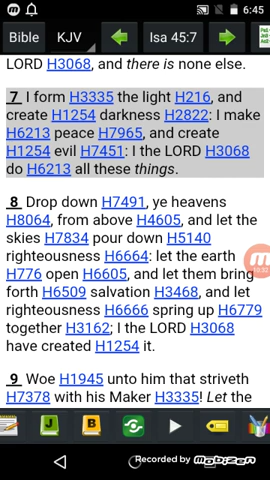 6:45
Bible KJV Isa 45:7
LORD H3068, and there is none else.
7 I form H3335 the light H216, and
create H1254 darkness H2822: I make
H6213 peace H7965, and create
H1254 evil H7451: I the LORD H3068
do H6213 all these things.
8 Drop down H7491, ye heavens
H8064, from above H4605, and let the
skies H7834 pour down H5140
righteousness H6664: let the earth
H776 open H6605, and let them bring
forth H6509 salvation H3468, and let
righteousness H6666 spring up H6779
together H3162; I the LORD H3068
have created H1254 it.
9 Woe H1945 unto him that striveth
H7378 with his Maker H3335! Let the
J B
Recorded by mobizen